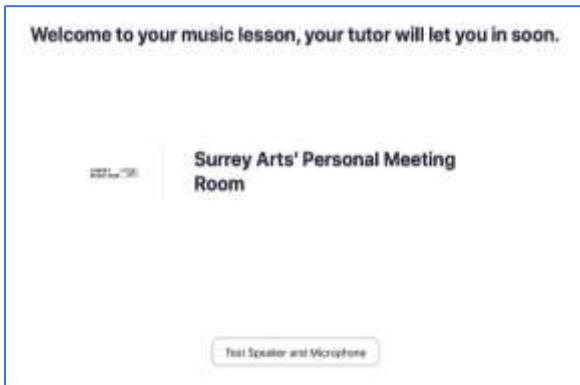 Welcome to your music lesson, your tutor will let you in soon.
Surrey Arts' Personal Meeting
Room
Test Speaker and Microphone